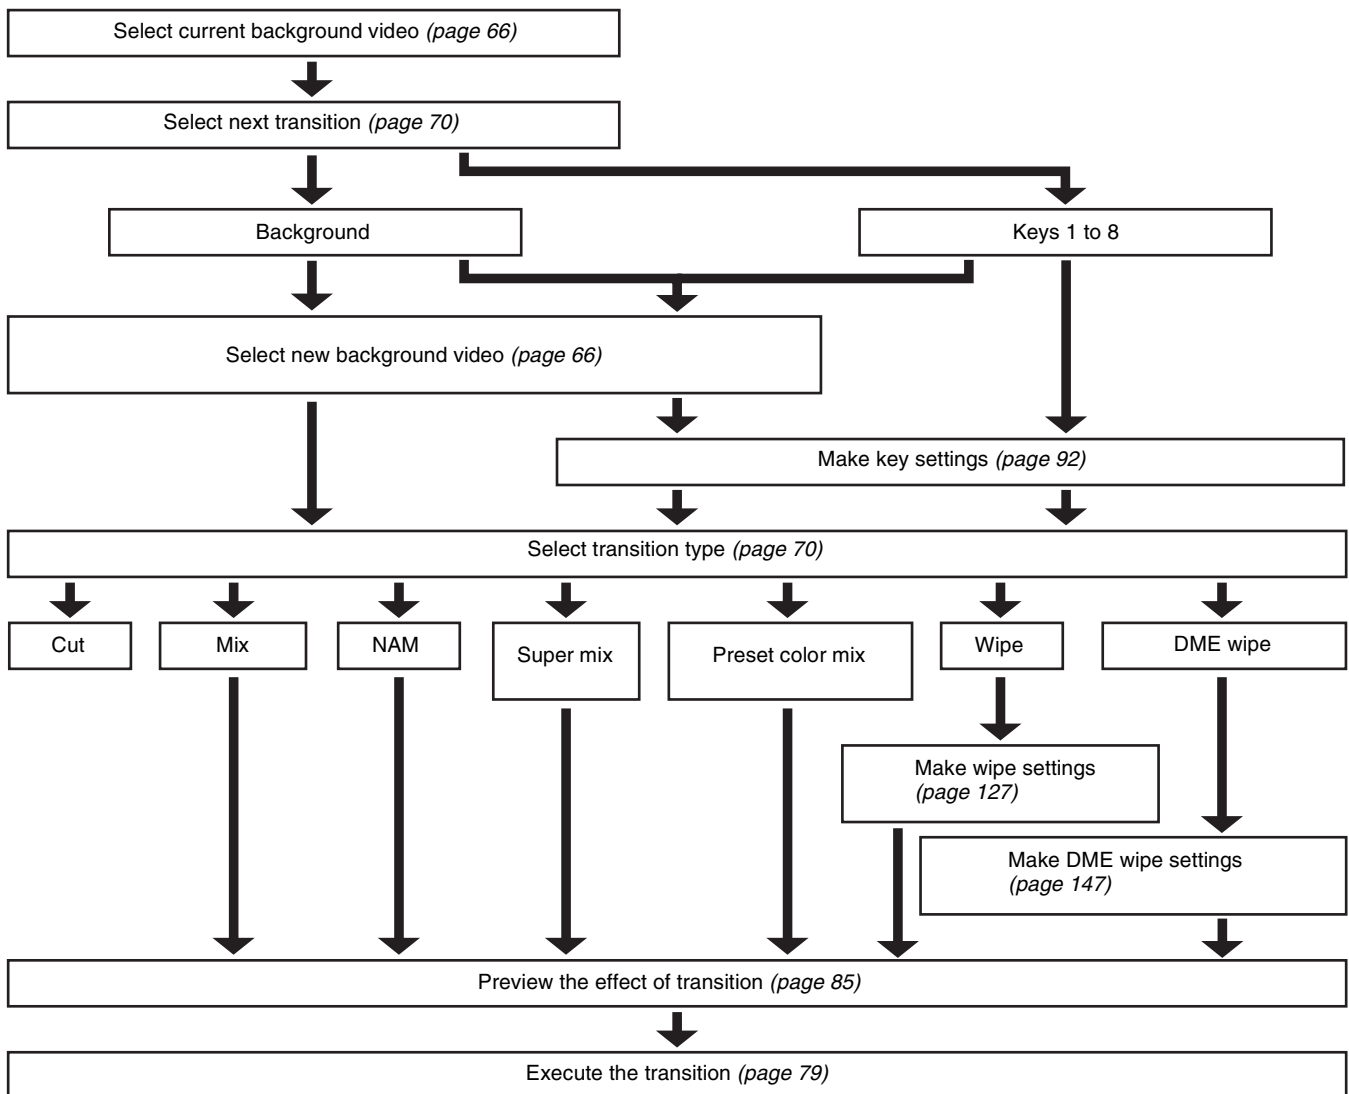 Select current background video (page 66)
Select next transition (page 70)
Background
Keys 1 to 8
Select new background video (page 66)
Make key settings (page 92)
Select transition type (page 70)
Cut
Mix
NAM
Super mix
Preset color mix
Wipe
DME wipe
Make wipe settings
(page 127)
Make DME wipe settings
(page 147)
Preview the effect of transition (page 85)
Execute the transition (page 79)